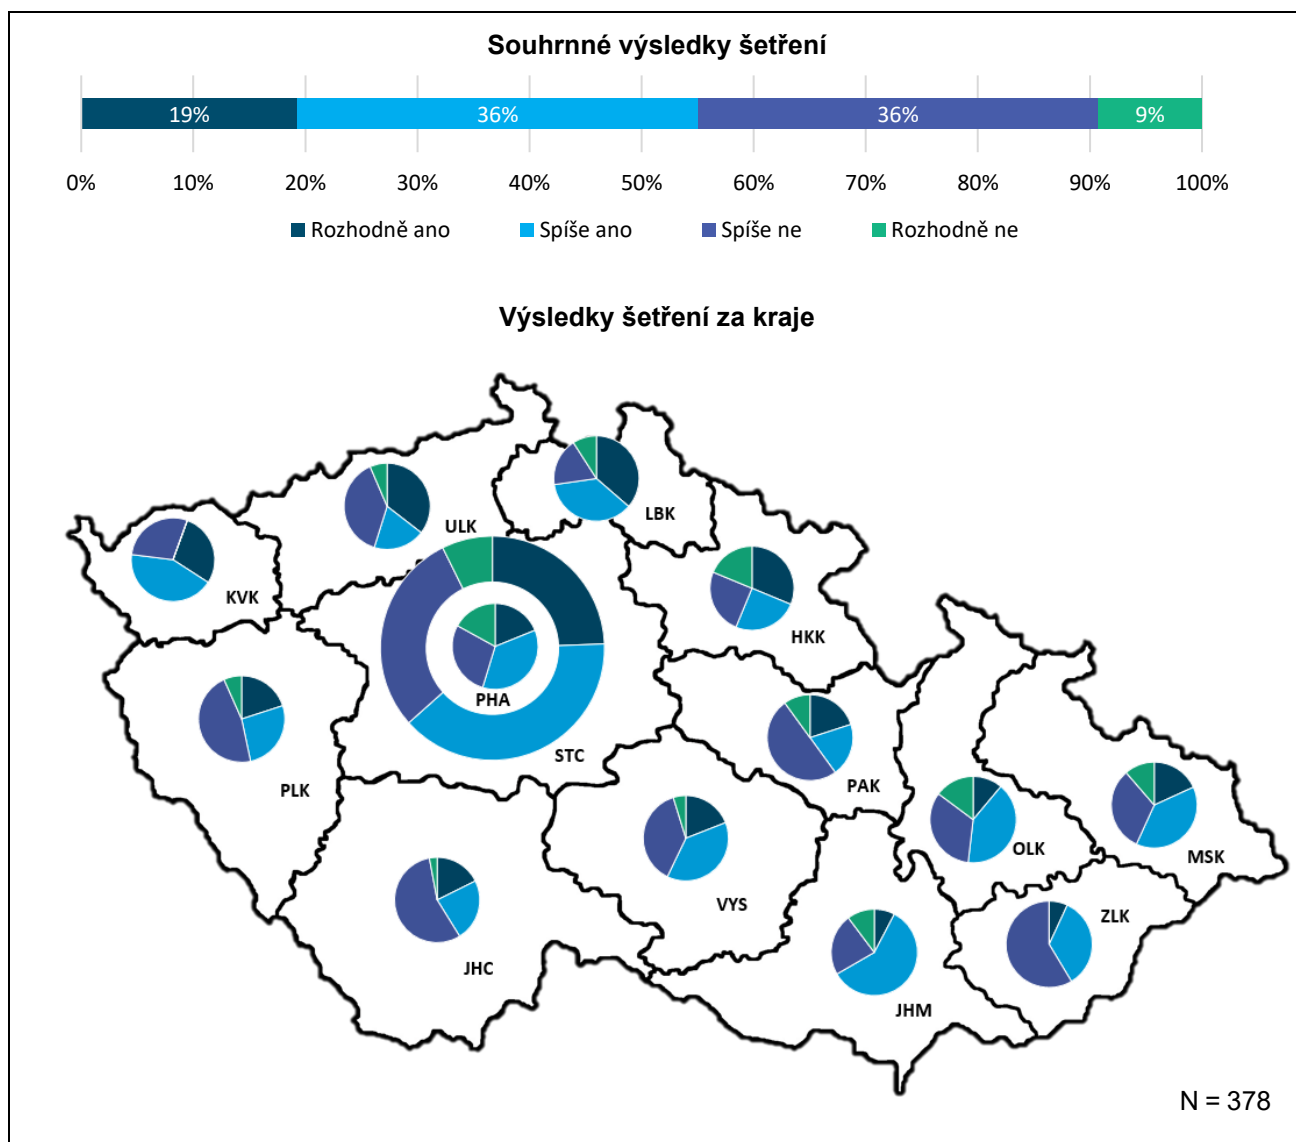 Souhrnné výsledky šetření
19% 36% 36% 9%
0% 10% 20% 30% 40% 50% 60% 70% 80% 90% 100%
Rozhodně ano Spíše ano Spíše ne Rozhodně ne
Výsledky šetření za kraje
LBK
ULK
KVK
HKK
PHA
STC
PLK
PAK
OLK
MSK
VYS
ZLK
JHC
JHM
N = 378